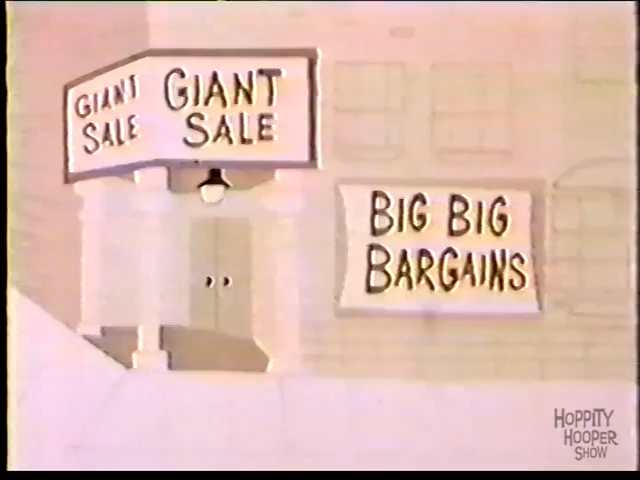 GIANT
SALE
GIANT
SALE
BIG BIG
BARGAINS
HOPPITY
HOOPER
SHOW